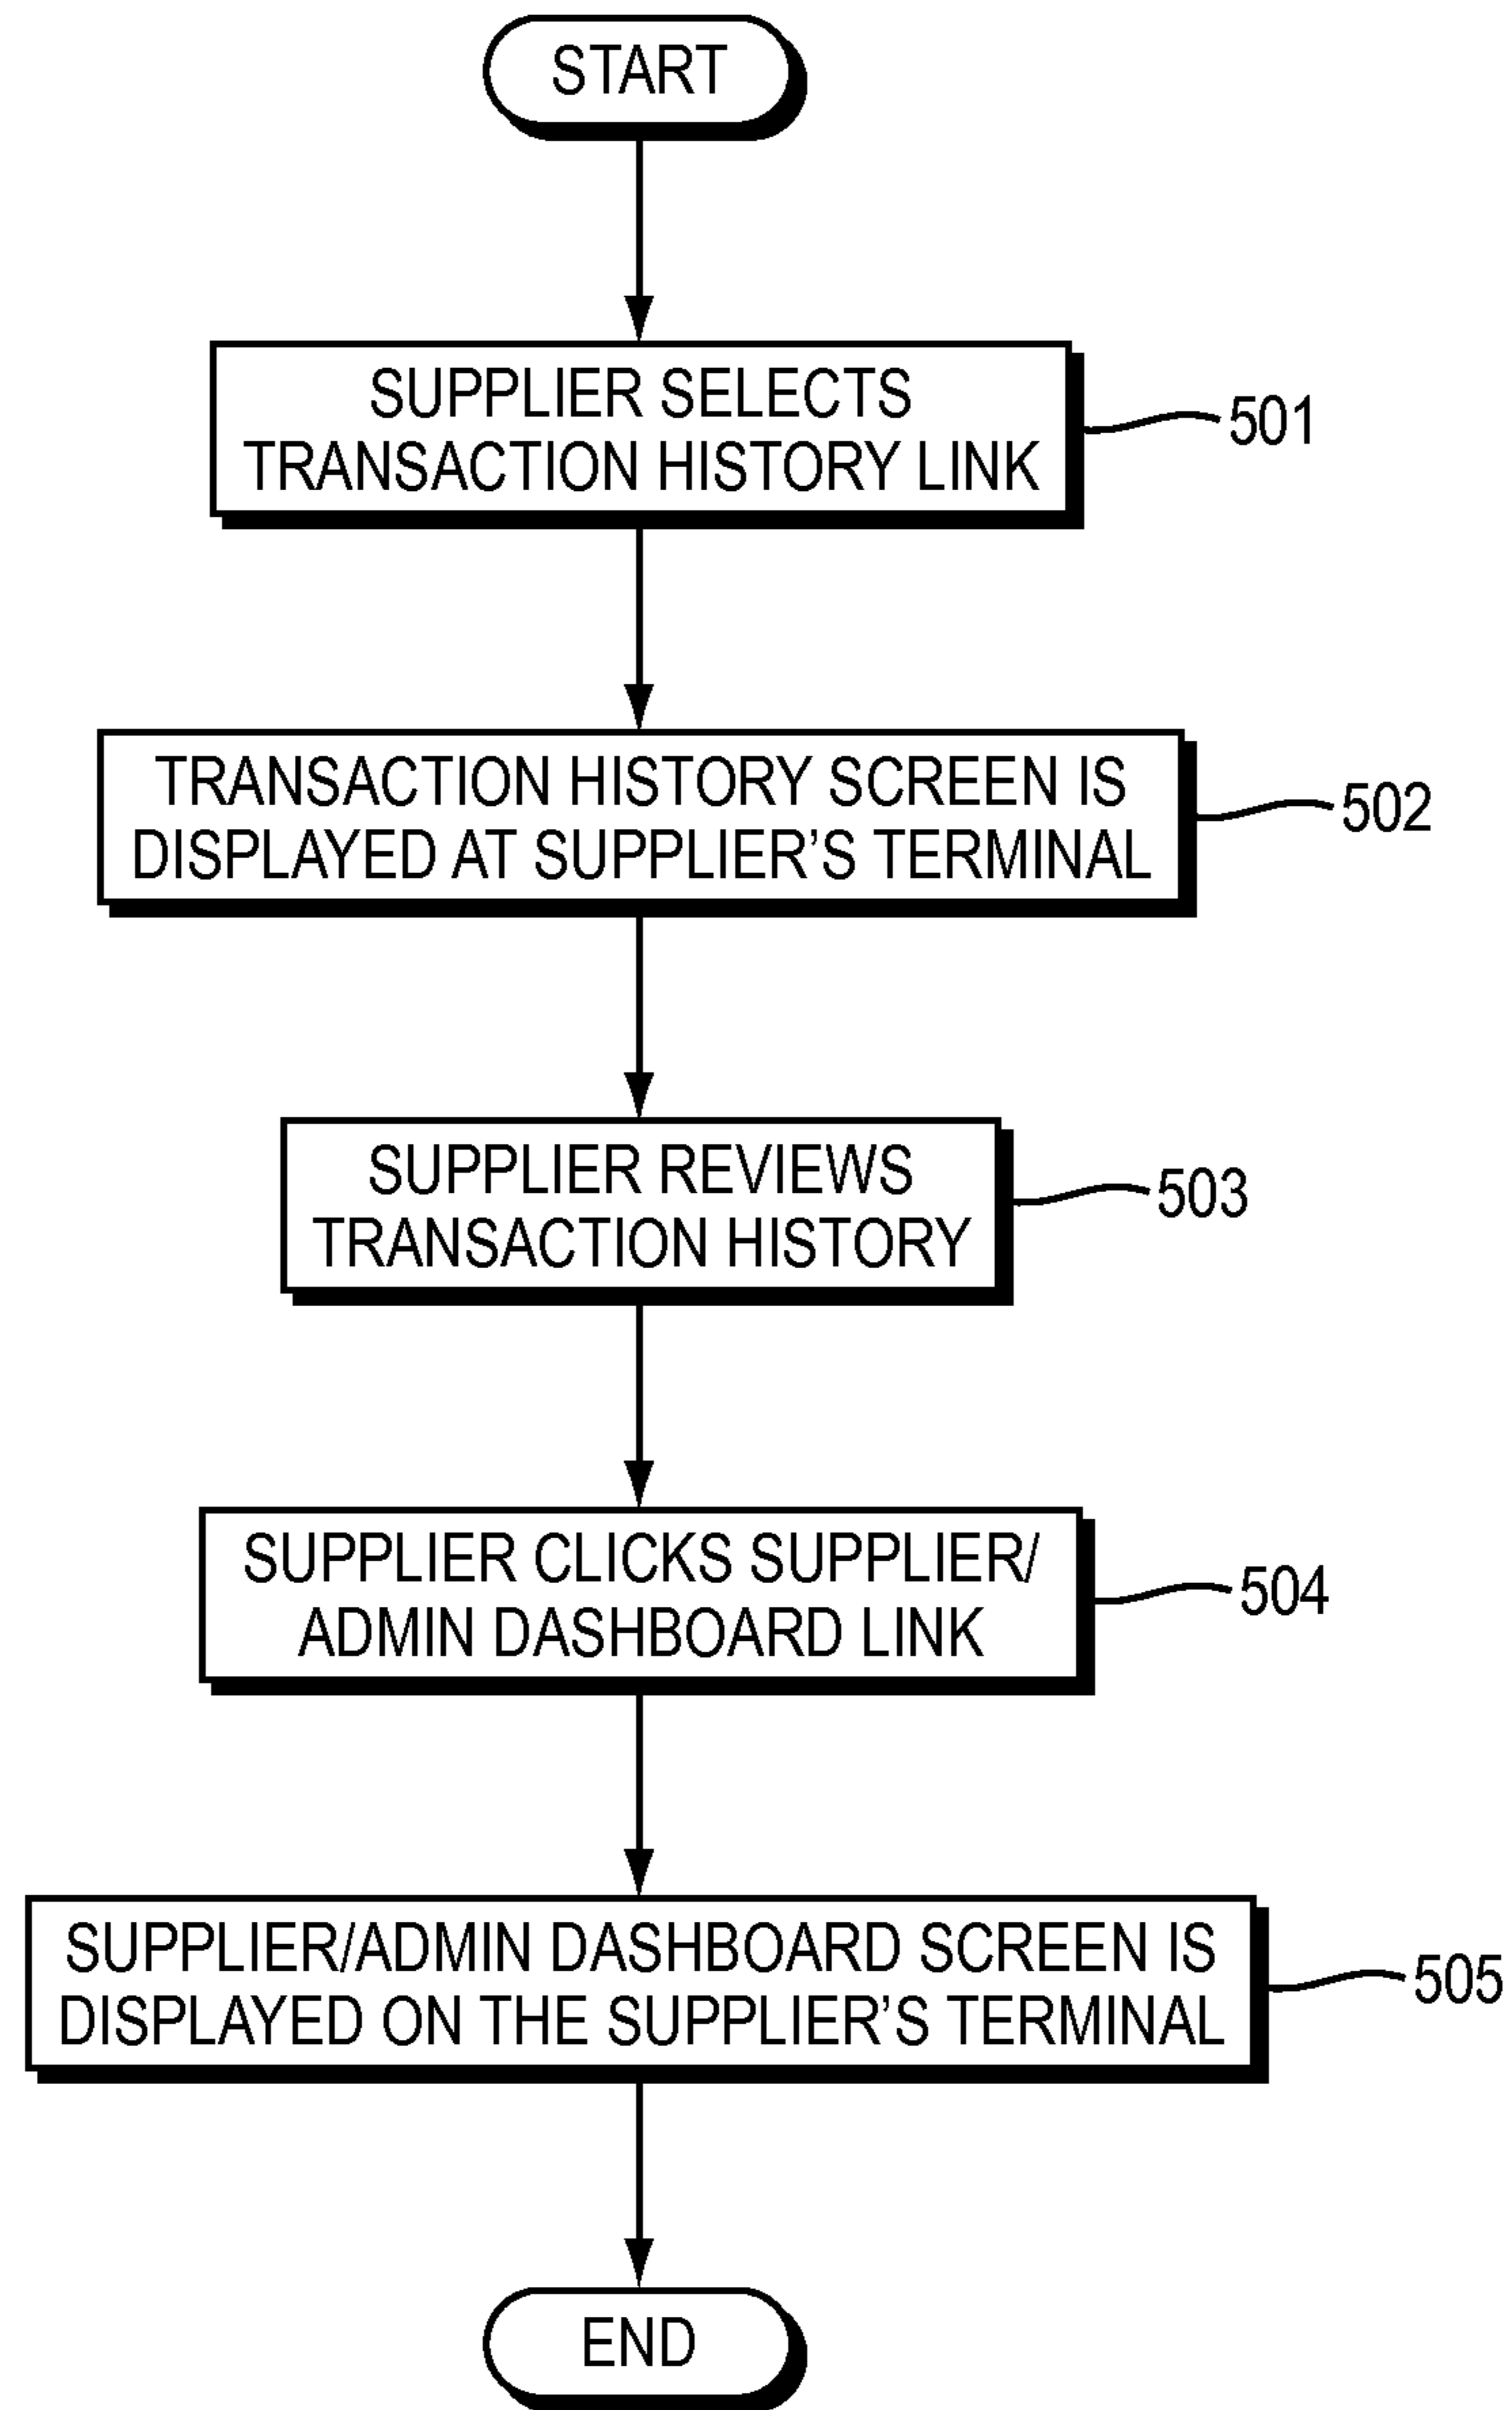 START
SUPPLIER SELECTS
TRANSACTION HISTORY LINK
501
TRANSACTION HISTORY SCREEN IS
DISPLAYED AT SUPPLIER'S TERMINAL
502
SUPPLIER REVIEWS
TRANSACTION HISTORY
503
SUPPLIER CLICKS SUPPLIER/
ADMIN DASHBOARD LINK
504
SUPPLIER/ADMIN DASHBOARD SCREEN IS
DISPLAYED ON THE SUPPLIER'S TERMINAL
505
END